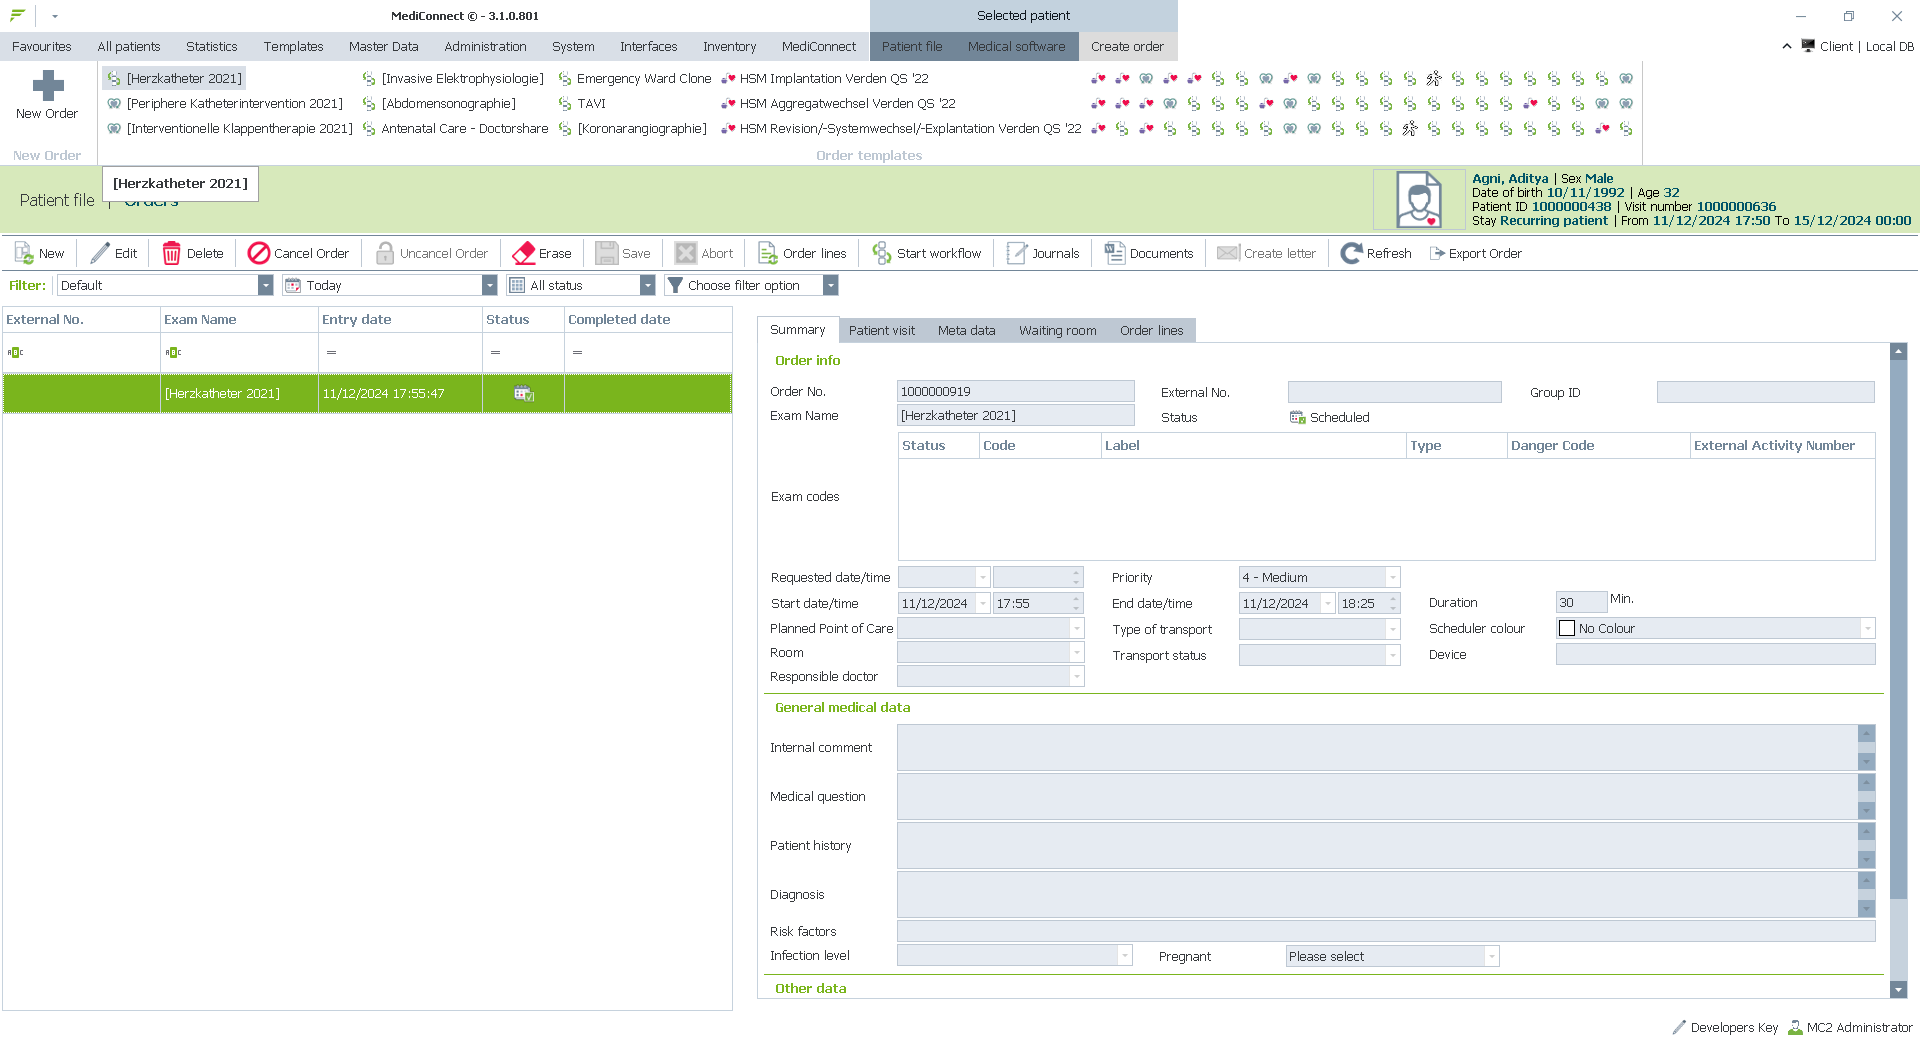 MediConnect © - 3.1.0.801
Selected patient
Favourites All patients Statistics Templates Master Data Administration System Interfaces Inventory MediConnect Patient file Medical software Create order
Client | Local DB
New Order
[Herzkatheter 2021] [Invasive Elektrophysiologie] Emergency Ward Clone HSM Implantation Verden QS '22
[Periphere Katheterintervention 2021] [Abdomensonographie] TAVI HSM Aggregatwechsel Verden QS '22
[Interventionelle Klappentherapie 2021] Antenatal Care - Doctorshare [Koronarangiographie] HSM Revision/-Systemwechsel/-Explantation Verden QS '22
New Order Order templates
[Herzkatheter 2021]
Patient file | Orders
Agni, Aditya | Sex Male
Date of birth 10/11/1992 | Age 32
Patient ID 1000000438 | Visit number 1000000636
Stay Recurring patient | From 11/12/2024 17:50 To 15/12/2024 00:00
New Edit Delete Cancel Order Uncancel Order Erase Save Abort Order lines Start workflow Journals Documents Create letter Refresh Export Order
Filter: Default Today All status Choose filter option
External No. Exam Name Entry date Status Completed date
ABC ABC = = =
[Herzkatheter 2021] 11/12/2024 17:55:47
Summary Patient visit Meta data Waiting room Order lines
Order info
Order No. 1000000919 External No. Group ID
Exam Name [Herzkatheter 2021] Status Scheduled
Status Code Label Type Danger Code External Activity Number
Exam codes
Requested date/time Priority 4 - Medium
Start date/time 11/12/2024 17:55 End date/time 11/12/2024 18:25 Duration 30 Min.
Planned Point of Care Type of transport Scheduler colour No Colour
Room Transport status Device
Responsible doctor
General medical data
Internal comment
Medical question
Patient history
Diagnosis
Risk factors
Infection level Pregnant Please select
Other data
Developers Key MC2 Administrator